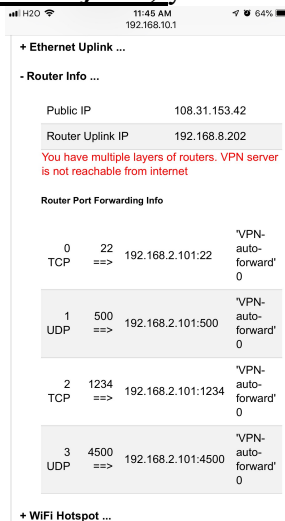 H2O 11:45 AM 64%
192.168.10.1
+ Ethernet Uplink ...
- Router Info ...
Public IP 108.31.153.42
Router Uplink IP 192.168.8.202
You have multiple layers of routers. VPN server
is not reachable from internet
Router Port Forwarding Info
'VPN-
0 22 auto-
TCP ==> 192.168.2.101:22 forward'
0
'VPN-
1 500 auto-
UDP ==> 192.168.2.101:500 forward'
0
'VPN-
2 1234 auto-
TCP ==> 192.168.2.101:1234 forward'
0
'VPN-
3 4500 auto-
UDP ==> 192.168.2.101:4500 forward'
0
+ WiFi Hotspot ...